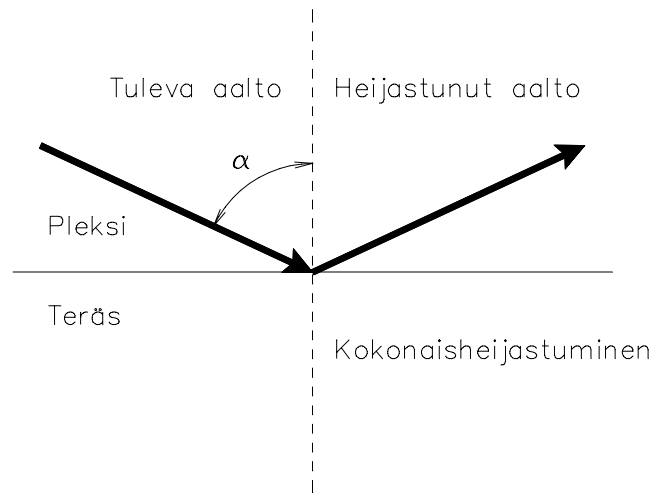 Tuleva aalto
Heijastunut aalto
α
Pleksi
Teräs
Kokonaisheijastuminen